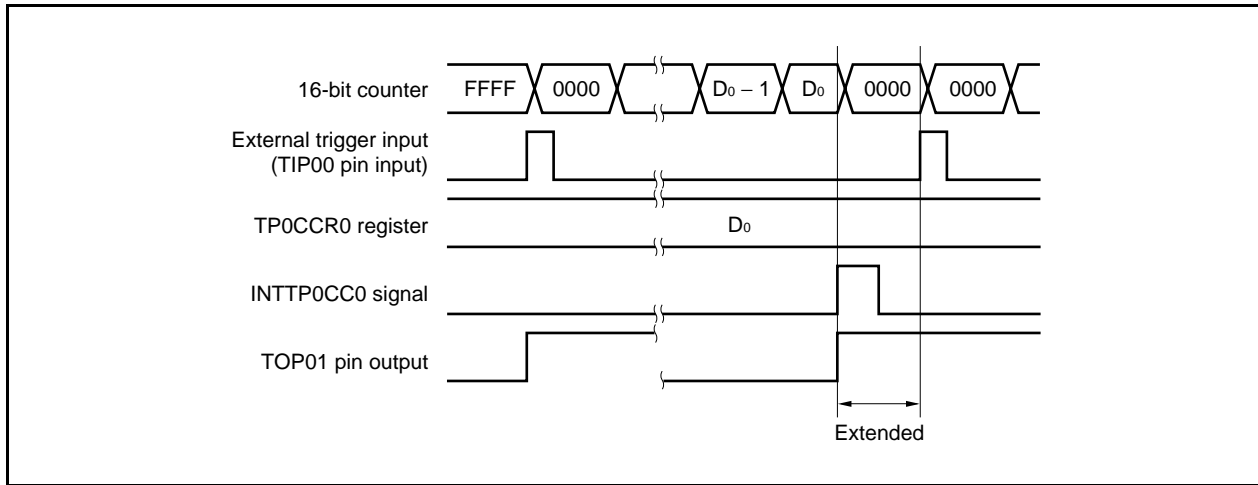 16-bit counter FFFF 0000 D0 − 1 D0 0000 0000
External trigger input
(TIP00 pin input)
TP0CCR0 register D0
INTTP0CC0 signal
TOP01 pin output
Extended